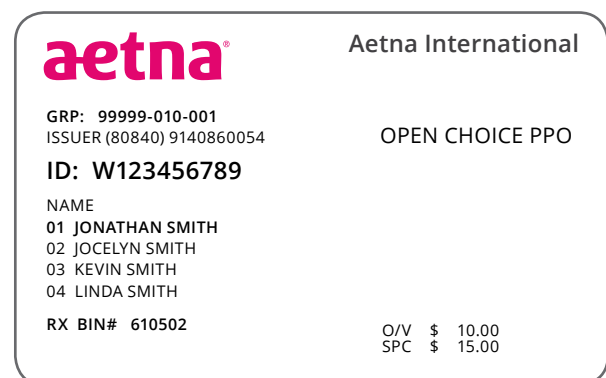 aetna®
Aetna International
GRP: 99999-010-001
ISSUER (80840) 9140860054
OPEN CHOICE PPO
ID: W123456789
NAME
01 JONATHAN SMITH
02 JOCELYN SMITH
03 KEVIN SMITH
04 LINDA SMITH
RX BIN# 610502
O/V $ 10.00
SPC $ 15.00